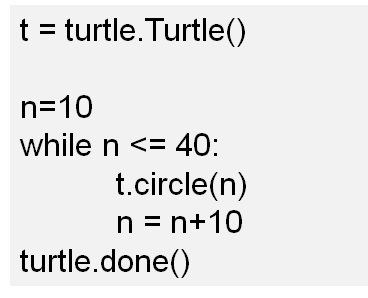 t = turtle.Turtle()
n=10
while n <= 40:
t.circle(n)
n = n+10
turtle.done()